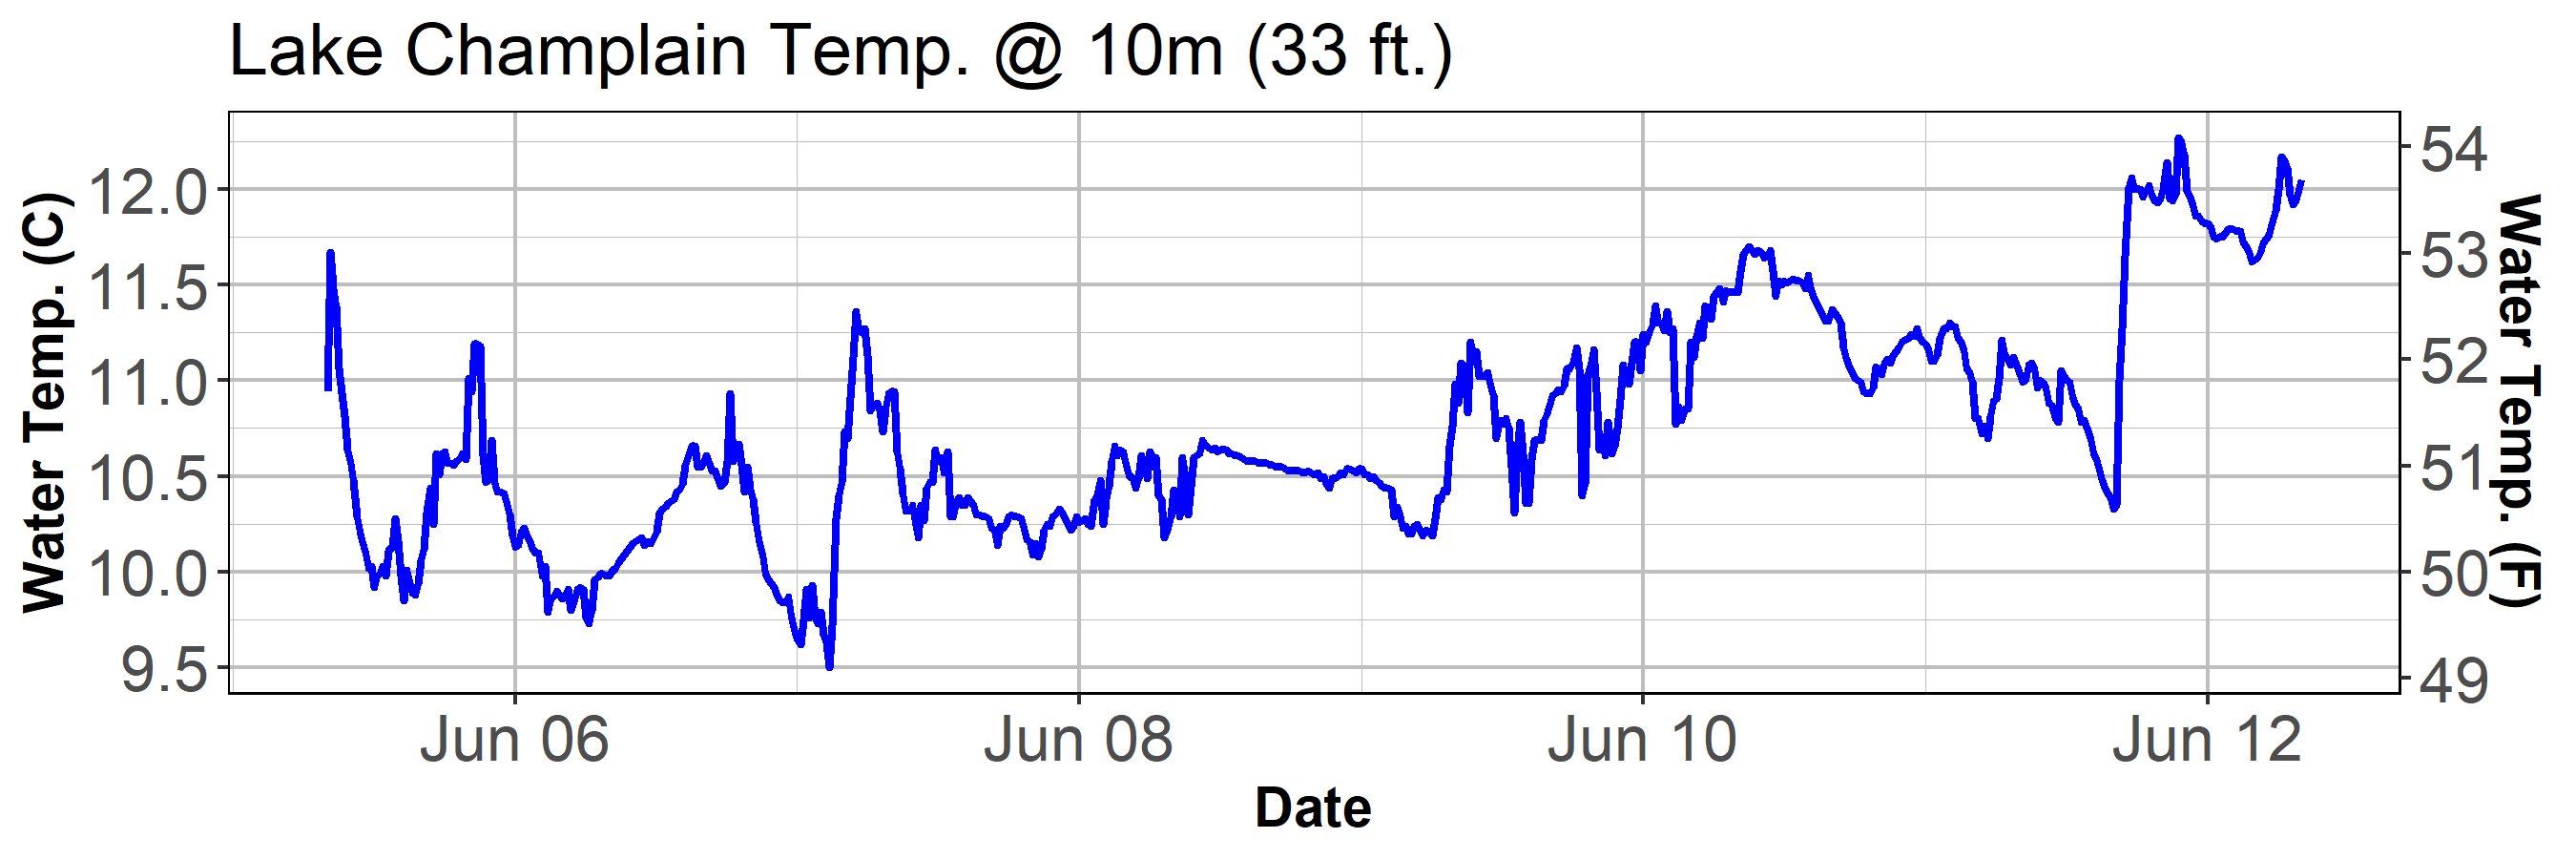 Lake Champlain Temp. @ 10m (33 ft.)
Water Temp. (C)
12.0
11.5
11.0
10.5
10.0
9.5
54
53
52
51
50
49
Water Temp. (F)
Jun 06 Jun 08 Jun 10 Jun 12
Date